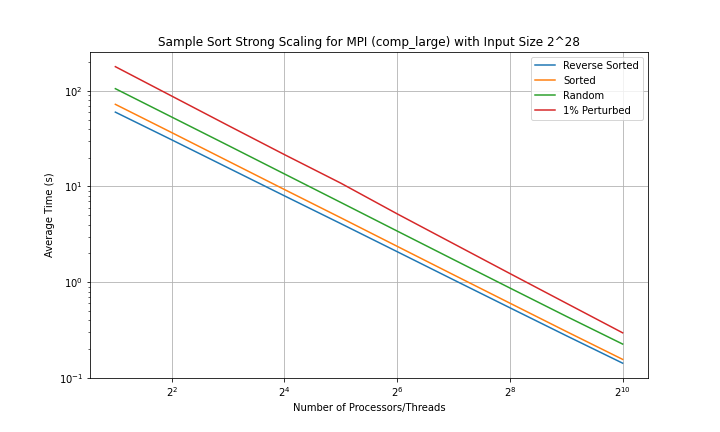 Sample Sort Strong Scaling for MPI (comp_large) with Input Size 2^28
Reverse Sorted
Sorted
Random
1% Perturbed
Average Time (s)
10²
10¹
10⁰
10⁻¹
2² 2⁴ 2⁶ 2⁸ 2¹⁰
Number of Processors/Threads